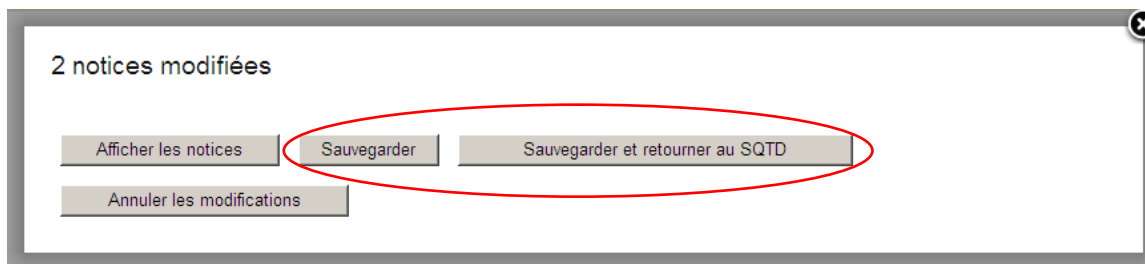 2 notices modifiées
Afficher les notices Sauvegarder Sauvegarder et retourner au SQTD
Annuler les modifications